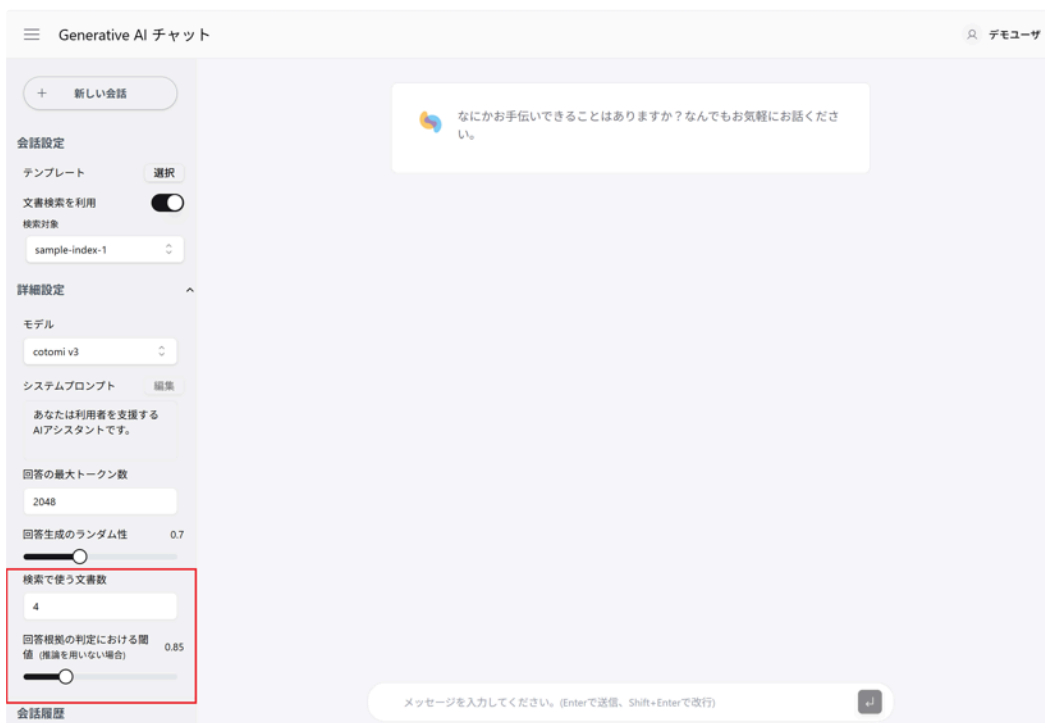 Generative AI チャット
デモユーザ
+ 新しい会話
会話設定
テンプレート 選択
文書検索を利用
検索対象
sample-index-1
詳細設定
モデル
cotomi v3
システムプロンプト 編集
あなたは利用者を支援する
AIアシスタントです。
回答の最大トークン数
2048
回答生成のランダム性 0.7
検索で使う文書数
4
回答根拠の判定における閾
値 (推論を用いない場合) 0.85
会話履歴
なにかお手伝いできることはありますか？なんでもお気軽にお話くださ
い。
メッセージを入力してください。(Enterで送信、Shift+Enterで改行)